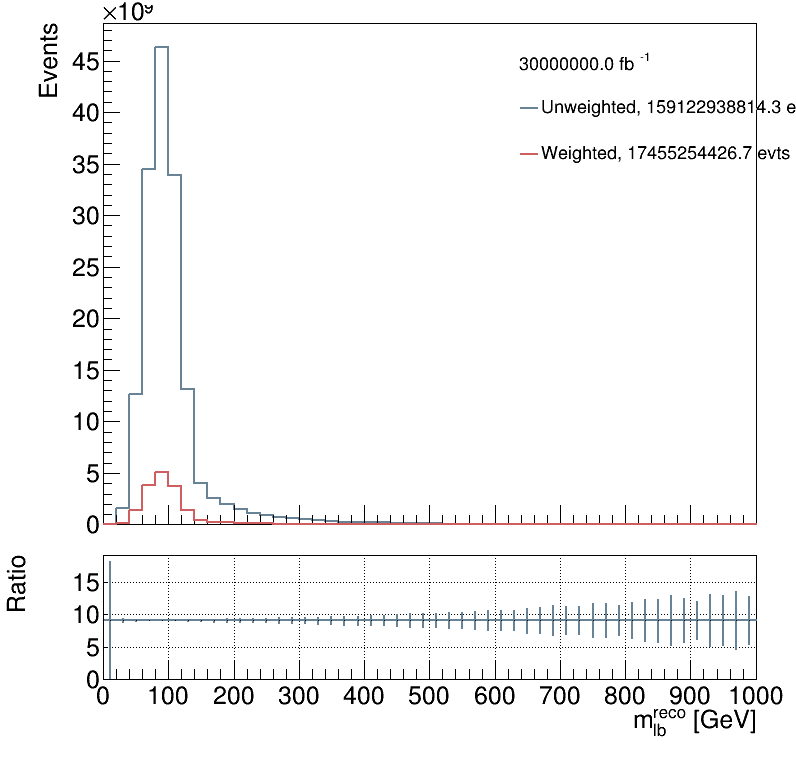 ×10⁹
Events
45
40
35
30
25
20
15
10
5
0
30000000.0 fb ⁻¹
Unweighted, 159122938814.3 e
Weighted, 17455254426.7 evts
Ratio
15
10
5
0
0 100 200 300 400 500 600 700 800 900 1000
m_lb^reco [GeV]